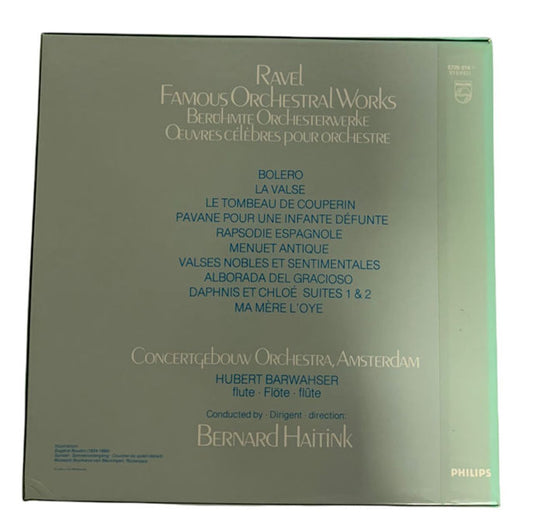 Ravel
Famous Orchestral Works
Berühmte Orchesterwerke
Œuvres célèbres pour orchestre
BOLERO
LA VALSE
LE TOMBEAU DE COUPERIN
PAVANE POUR UNE INFANTE DÉFUNTE
RAPSODIE ESPAGNOLE
MENUET ANTIQUE
VALSES NOBLES ET SENTIMENTALES
ALBORADA DEL GRACIOSO
DAPHNIS ET CHLOÉ SUITES 1 & 2
MA MÈRE L'OYE
Concertgebouw Orchestra, Amsterdam
HUBERT BARWAHSER
flute · Flöte · flûte
Conducted by · Dirigent · direction:
Bernard Haitink
PHILIPS